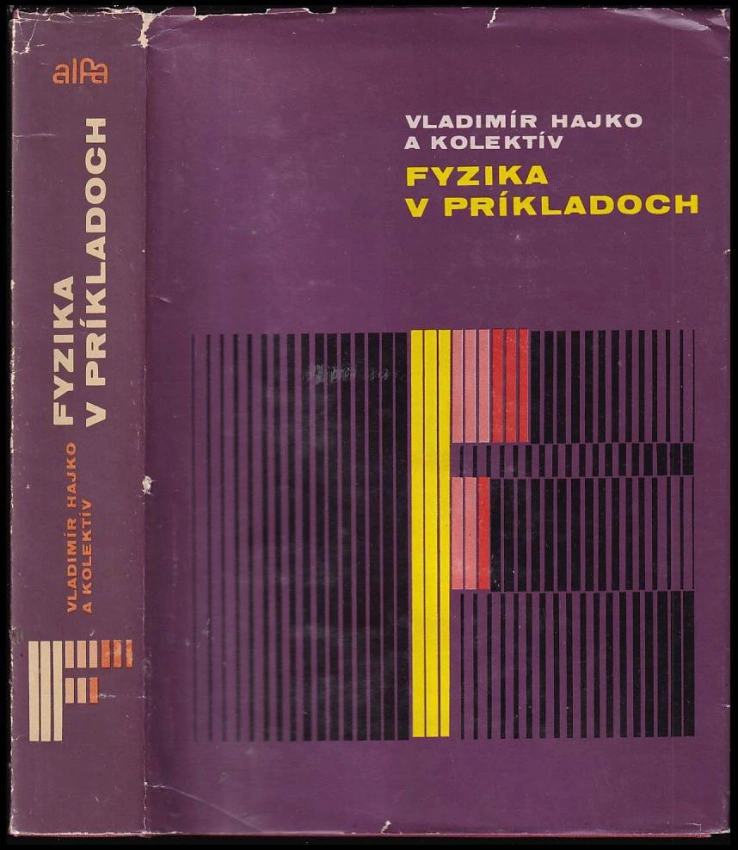 alfa
FYZIKA
V PRÍKLADOCH
VLADIMÍR HAJKO
A KOLEKTÍV
VLADIMÍR HAJKO
A KOLEKTÍV
FYZIKA
V PRÍKLADOCH